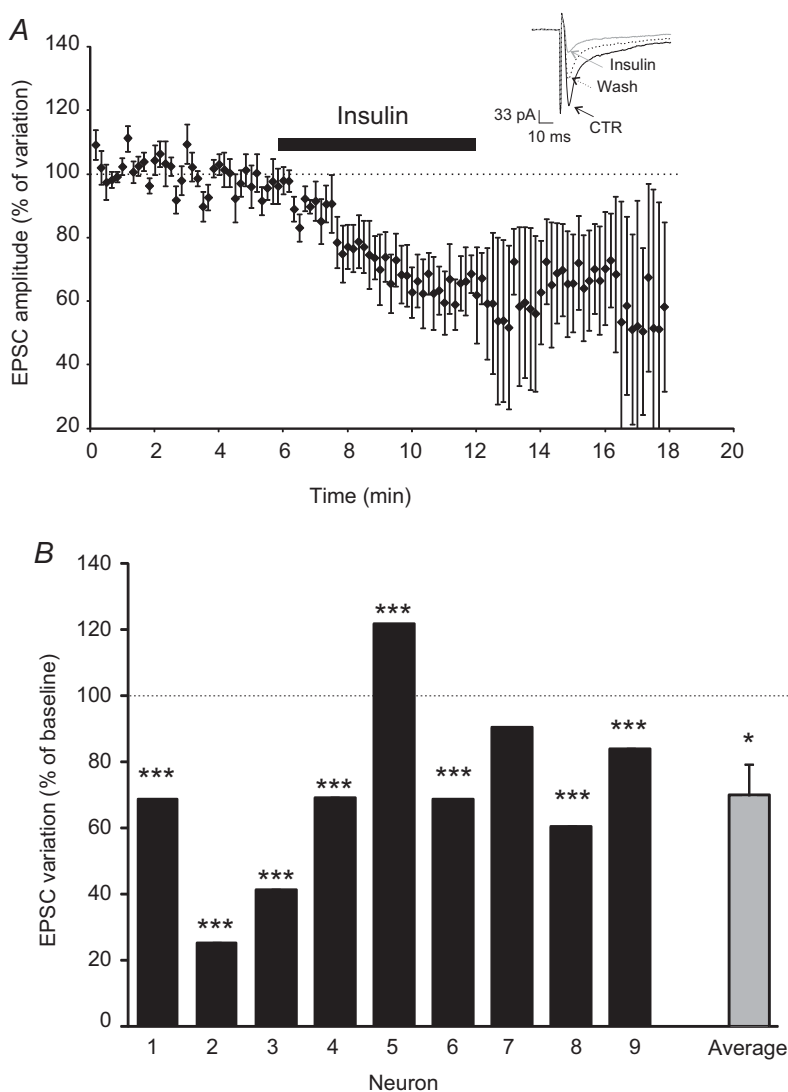 A
EPSC amplitude (% of variation)
140
120
100
80
60
40
20
0 2 4 6 8 10 12 14 16 18 20
Time (min)
Insulin
Insulin
Wash
CTR
33 pA
10 ms
B
EPSC variation (% of baseline)
140
120
100
80
60
40
20
0
***
***
***
***
***
***
***
***
*
1 2 3 4 5 6 7 8 9 Average
Neuron